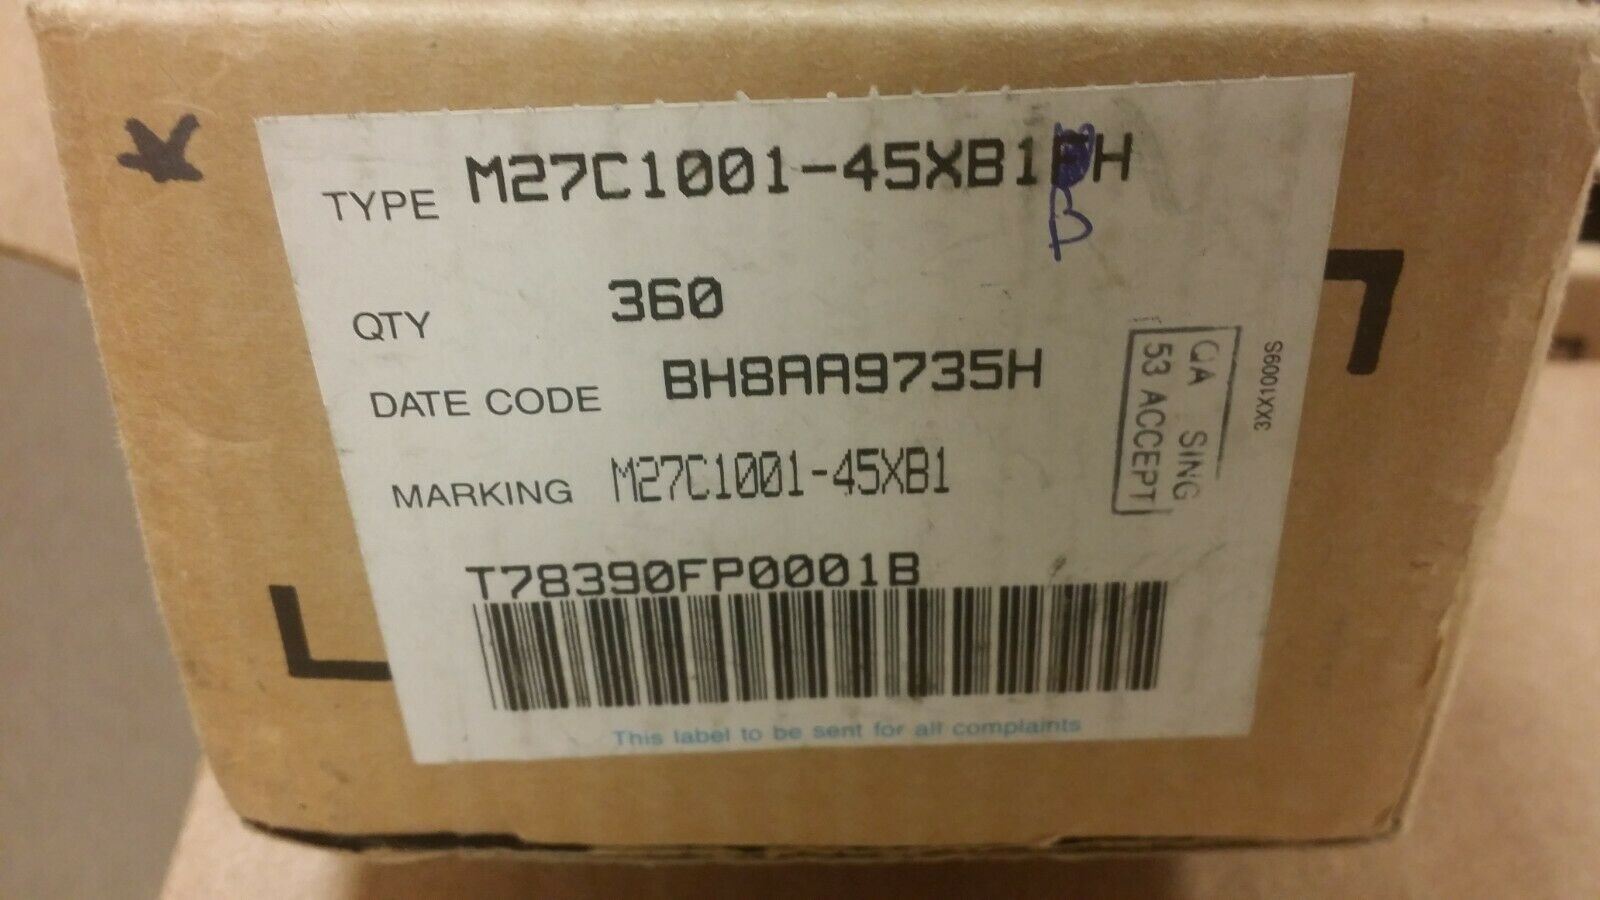 TYPE M27C1001-45XB1 H
B
QTY 360
DATE CODE BH8AA9735H
MARKING M27C1001-45XB1
T78390FP0001B
This label to be sent for all complaints
QA SING
53 ACCEPT
3XX1009S